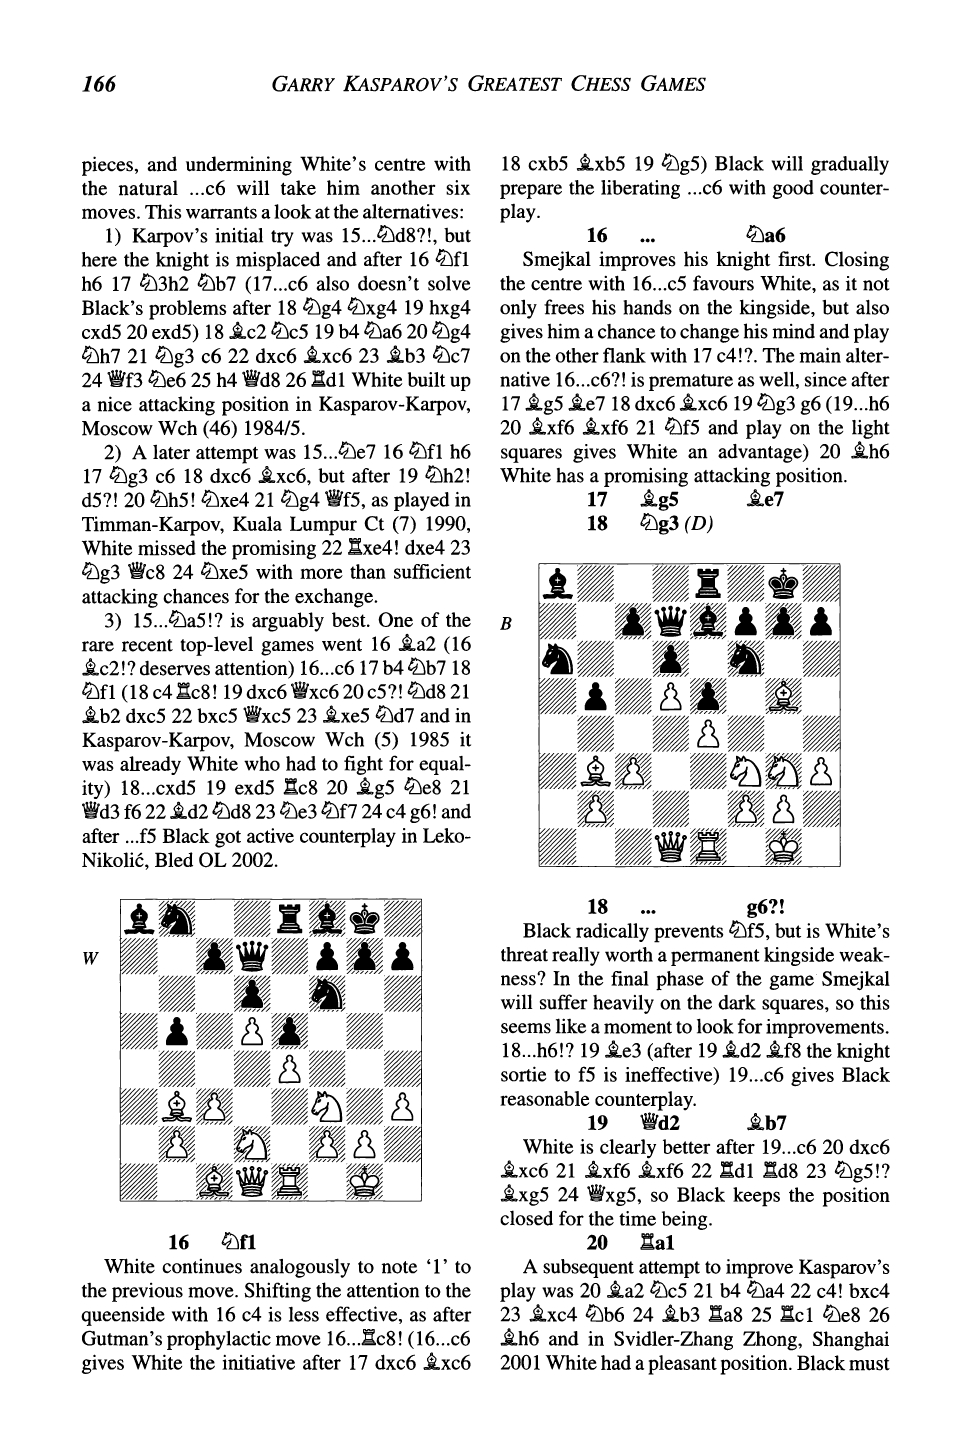 166 GARRY KASPAROV'S GREATEST CHESS GAMES
pieces, and undermining White's centre with
the natural ...c6 will take him another six
moves. This warrants a look at the alternatives:
1) Karpov's initial try was 15...♘d8?!, but
here the knight is misplaced and after 16 ♘f1
h6 17 ♘3h2 ♘b7 (17...c6 also doesn't solve
Black's problems after 18 ♘g4 ♘xg4 19 hxg4
cxd5 20 exd5) 18 ♗c2 ♘c5 19 b4 ♘a6 20 ♘g4
♘h7 21 ♘g3 c6 22 dxc6 ♗xc6 23 ♗b3 ♘c7
24 ♕f3 ♘e6 25 h4 ♕d8 26 ♖d1 White built up
a nice attacking position in Kasparov-Karpov,
Moscow Wch (46) 1984/5.
2) A later attempt was 15...♘e7 16 ♘f1 h6
17 ♘g3 c6 18 dxc6 ♗xc6, but after 19 ♘h2!
d5?! 20 ♘h5! ♘xe4 21 ♘g4 ♕f5, as played in
Timman-Karpov, Kuala Lumpur Ct (7) 1990,
White missed the promising 22 ♖xe4! dxe4 23
♘g3 ♕c8 24 ♘xe5 with more than sufficient
attacking chances for the exchange.
3) 15...♘a5!? is arguably best. One of the
rare recent top-level games went 16 ♗a2 (16
♗c2!? deserves attention) 16...c6 17 b4 ♘b7 18
♘f1 (18 c4 ♖c8! 19 dxc6 ♕xc6 20 c5?! ♘d8 21
♗b2 dxc5 22 bxc5 ♕xc5 23 ♗xe5 ♘d7 and in
Kasparov-Karpov, Moscow Wch (5) 1985 it
was already White who had to fight for equal-
ity) 18...cxd5 19 exd5 ♖c8 20 ♗g5 ♘e8 21
♕d3 f6 22 ♗d2 ♘d8 23 ♘e3 ♘f7 24 c4 g6! and
after ...f5 Black got active counterplay in Leko-
Nikolić, Bled OL 2002.
W
16 ♘f1
White continues analogously to note '1' to
the previous move. Shifting the attention to the
queenside with 16 c4 is less effective, as after
Gutman's prophylactic move 16...♖c8! (16...c6
gives White the initiative after 17 dxc6 ♗xc6
18 cxb5 ♗xb5 19 ♘g5) Black will gradually
prepare the liberating ...c6 with good counter-
play.
16 ... ♘a6
Smejkal improves his knight first. Closing
the centre with 16...c5 favours White, as it not
only frees his hands on the kingside, but also
gives him a chance to change his mind and play
on the other flank with 17 c4!?. The main alter-
native 16...c6?! is premature as well, since after
17 ♗g5 ♗e7 18 dxc6 ♗xc6 19 ♘g3 g6 (19...h6
20 ♗xf6 ♗xf6 21 ♘f5 and play on the light
squares gives White an advantage) 20 ♗h6
White has a promising attacking position.
17 ♗g5 ♗e7
18 ♘g3 (D)
B
18 ... g6?!
Black radically prevents ♘f5, but is White's
threat really worth a permanent kingside weak-
ness? In the final phase of the game Smejkal
will suffer heavily on the dark squares, so this
seems like a moment to look for improvements.
18...h6!? 19 ♗e3 (after 19 ♗d2 ♗f8 the knight
sortie to f5 is ineffective) 19...c6 gives Black
reasonable counterplay.
19 ♕d2 ♗b7
White is clearly better after 19...c6 20 dxc6
♗xc6 21 ♗xf6 ♗xf6 22 ♖d1 ♖d8 23 ♘g5!?
♗xg5 24 ♕xg5, so Black keeps the position
closed for the time being.
20 ♖a1
A subsequent attempt to improve Kasparov's
play was 20 ♗a2 ♘c5 21 b4 ♘a4 22 c4! bxc4
23 ♗xc4 ♘b6 24 ♗b3 ♖a8 25 ♖c1 ♘e8 26
♗h6 and in Svidler-Zhang Zhong, Shanghai
2001 White had a pleasant position. Black must